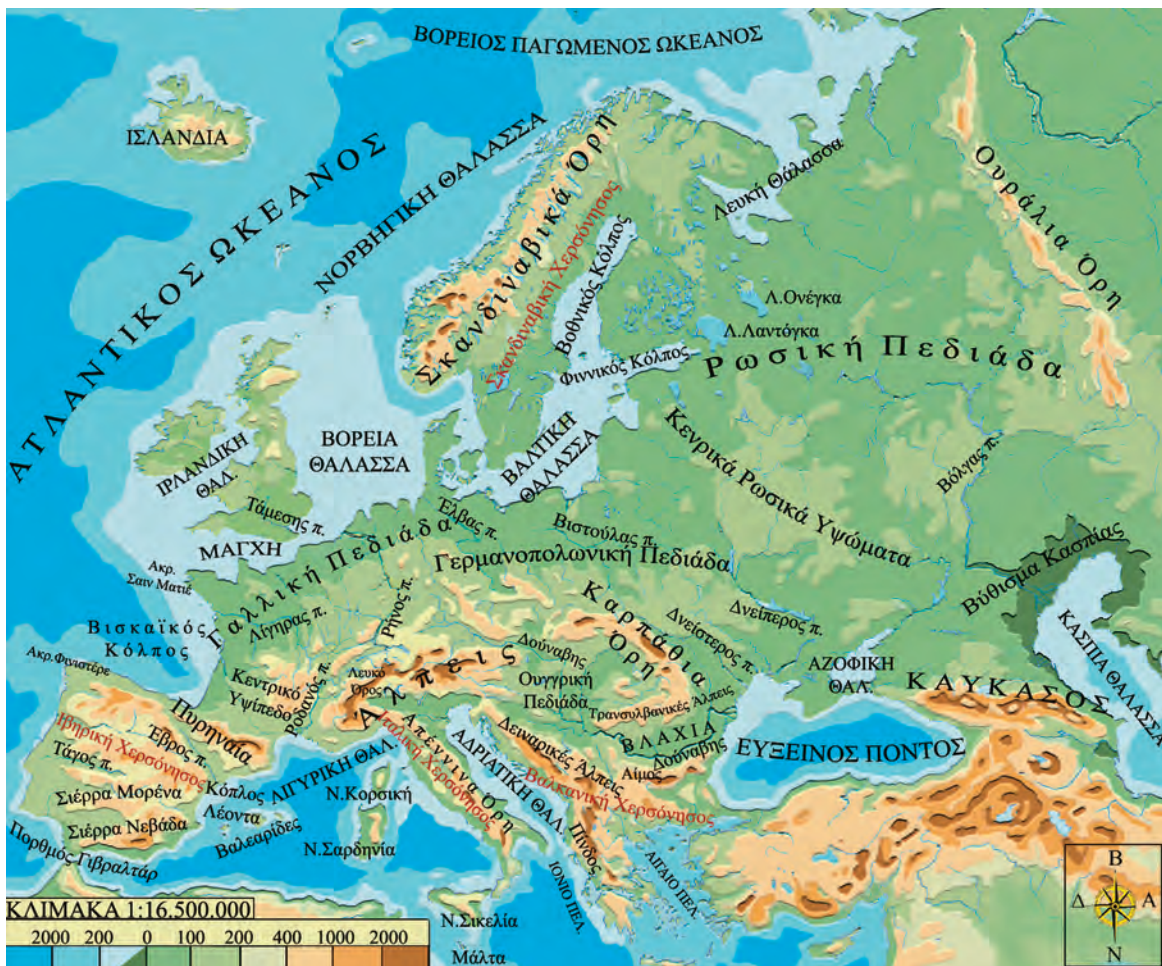 ΒΟΡΕΙΟΣ ΠΑΓΩΜΕΝΟΣ ΩΚΕΑΝΟΣ
ΙΣΛΑΝΔΙΑ
ΑΤΛΑΝΤΙΚΟΣ ΩΚΕΑΝΟΣ
ΝΟΡΒΗΓΙΚΗ ΘΑΛΑΣΣΑ
Σκανδιναβικά Όρη
Σκανδιναβική Χερσόνησος
Βοθνικός Κόλπος
Λευκή Θάλασσα
Ουράλια Όρη
Λ.Ονέγκα
Λ.Λαντόγκα
Φιννικός Κόλπος
Ρωσική Πεδιάδα
ΒΟΡΕΙΑ
ΘΑΛΑΣΣΑ
ΙΡΛΑΝΔΙΚΗ
ΘΑΔ.
ΒΑΛΤΙΚΗ
ΘΑΛΑΣΣΑ
Κενρικά Ρωσικά Υψώματα
Βόλγας π.
Τάμεσης π.
ΜΑΓΧΗ
Έλβας π.
Βιστούλας π.
Γαλλική Πεδιάδα
Γερμανοπολωνική Πεδιάδα
Βύθισμα Κασπίας
Ακρ.
Σαιν Ματιέ
Βισκαϊκός
Κόλπος
Λίγηρας π.
Ρήνος π.
Καρπάθια
Όρη
Δνείστερος π.
Δνείπερος π.
ΚΑΣΠΙΑ ΘΑΛΑΣΣΑ
Ακρ.Φινιστέρε
Κεντρικό
Υψίπεδο
Ροδανός π.
Λευκό
Όρος
Άλπεις
Δούναβης
Ουγγρική
Πεδιάδα
Τρανσυλβανικές Άλπεις
ΑΖΟΦΙΚΗ
ΘΑΛ.
ΚΑΥΚΑΣΟΣ
Πυρηναία
Ιβηρική Χερσόνησος
Έβρος π.
Τάγος π.
Σιέρρα Μορένα
Σιέρρα Νεβάδα
Κόπλος
Λέοντα
Βαλεαρίδες
ΛΙΓΥΡΙΚΗ ΘΑΛ.
Ν.Κορσική
Ν.Σαρδηνία
Ιταλική Χερσόνησος
Απέννινα Όρη
ΑΔΡΙΑΤΙΚΗ ΘΑΛ.
Δειναρικές Άλπεις
ΒΛΑΧΙΑ
Δούναβης
Αίμος
Βαλκανική Χερσόνησος
ΕΥΞΕΙΝΟΣ ΠΟΝΤΟΣ
Πορθμός Γιβραλτάρ
Πίνδος
ΙΟΝΙΟ ΠΕΛ.
ΑΙΓΑΙΟ ΠΕΛ.
Ν.Σικελία
Μάλτα
ΚΛΙΜΑΚΑ 1:16.500.000
2000 200 0 100 200 400 1000 2000
Β
Δ Α
Ν